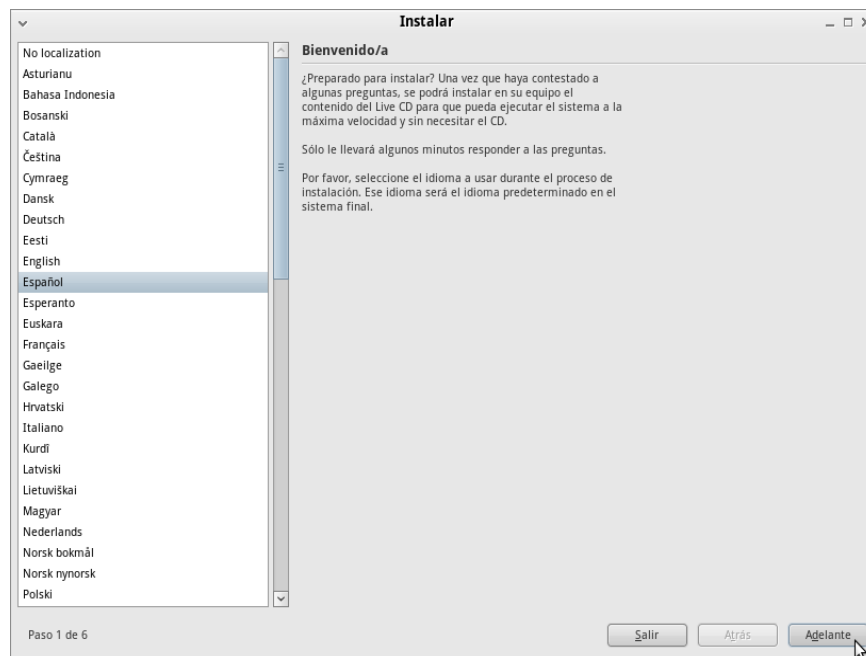 Instalar
No localization
Asturianu
Bahasa Indonesia
Bosanski
Català
Čeština
Cymraeg
Dansk
Deutsch
Eesti
English
Español
Esperanto
Euskara
Français
Gaeilge
Galego
Hrvatski
Italiano
Kurdî
Latviski
Lietuviškai
Magyar
Nederlands
Norsk bokmål
Norsk nynorsk
Polski
Bienvenido/a
¿Preparado para instalar? Una vez que haya contestado a
algunas preguntas, se podrá instalar en su equipo el
contenido del Live CD para que pueda ejecutar el sistema a la
máxima velocidad y sin necesitar el CD.
Sólo le llevará algunos minutos responder a las preguntas.
Por favor, seleccione el idioma a usar durante el proceso de
instalación. Ese idioma será el idioma predeterminado en el
sistema final.
Paso 1 de 6
Salir
Atrás
Adelante